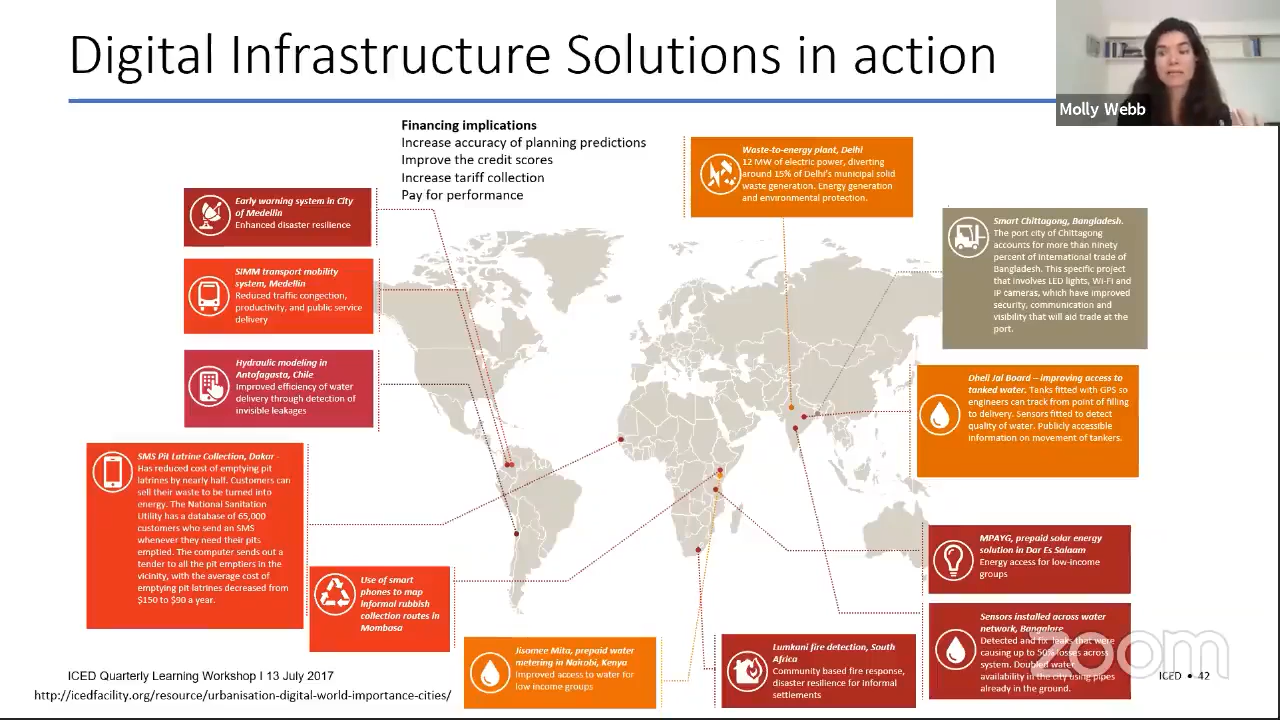 Digital Infrastructure Solutions in action
Molly Webb
Financing implications
Increase accuracy of planning predictions
Improve the credit scores
Increase tariff collection
Pay for performance
Early warning system in City
of Medellin
Enhanced disaster resilience
SIMM transport mobility
system, Medellin
Reduced traffic congestion,
productivity, and public service
delivery
Hydraulic modeling in
Antofagasta, Chile
Improved efficiency of water
delivery through detection of
invisible leakages
SMS Pit Latrine Collection, Dakar -
Has reduced cost of emptying pit
latrines by nearly half. Customers can
sell their waste to be turned into
energy. The National Sanitation
Utility has a database of 65,000
customers who send an SMS
whenever they need their pits
emptied. The computer sends out a
tender to all the pit emptiers in the
vicinity, with the average cost of
emptying pit latrines decreased from
$150 to $90 a year.
Use of smart
phones to map
informal rubbish
collection routes in
Mombasa
Jisomee Mita, prepaid water
metering in Nairobi, Kenya
Improved access to water for
low income groups
Lumkani fire detection, South
Africa
Community based fire response,
disaster resilience for informal
settlements
Waste-to-energy plant, Delhi
12 MW of electric power, diverting
around 15% of Delhi's municipal solid
waste generation. Energy generation
and environmental protection.
Smart Chittagong, Bangladesh.
The port city of Chittagong
accounts for more than ninety
percent of international trade of
Bangladesh. This specific project
that involves LED lights, Wi-Fi and
IP cameras, which have improved
security, communication and
visibility that will aid trade at the
port.
Dheli Jal Board – improving access to
tanked water. Tanks fitted with GPS so
engineers can track from point of filling
to delivery. Sensors fitted to detect
quality of water. Publicly accessible
information on movement of tankers.
MPAYG, prepaid solar energy
solution in Dar Es Salaam
Energy access for low-income
groups
Sensors installed across water
network, Bangalore
Detected and fix leaks that were
causing up to 50% losses across
system. Doubled water
availability in the city using pipes
already in the ground.
zoom
ICED Quarterly Learning Workshop I 13 July 2017
http://icedfacility.org/resource/urbanisation-digital-world-importance-cities/
ICED • 42